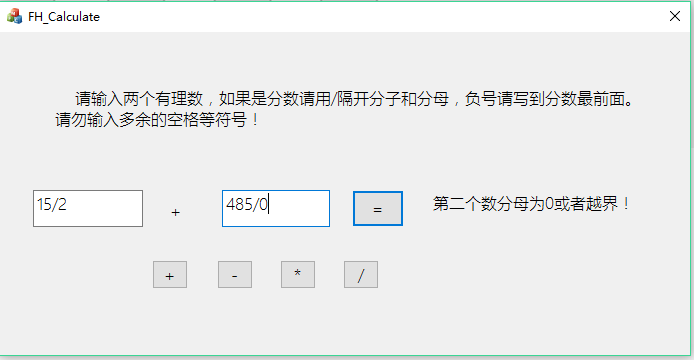 FH_Calculate
请输入两个有理数，如果是分数请用/隔开分子和分母，负号请写到分数最前面。
请勿输入多余的空格等符号！
15/2 + 485/0 = 第二个数分母为0或者越界！
+ - * /